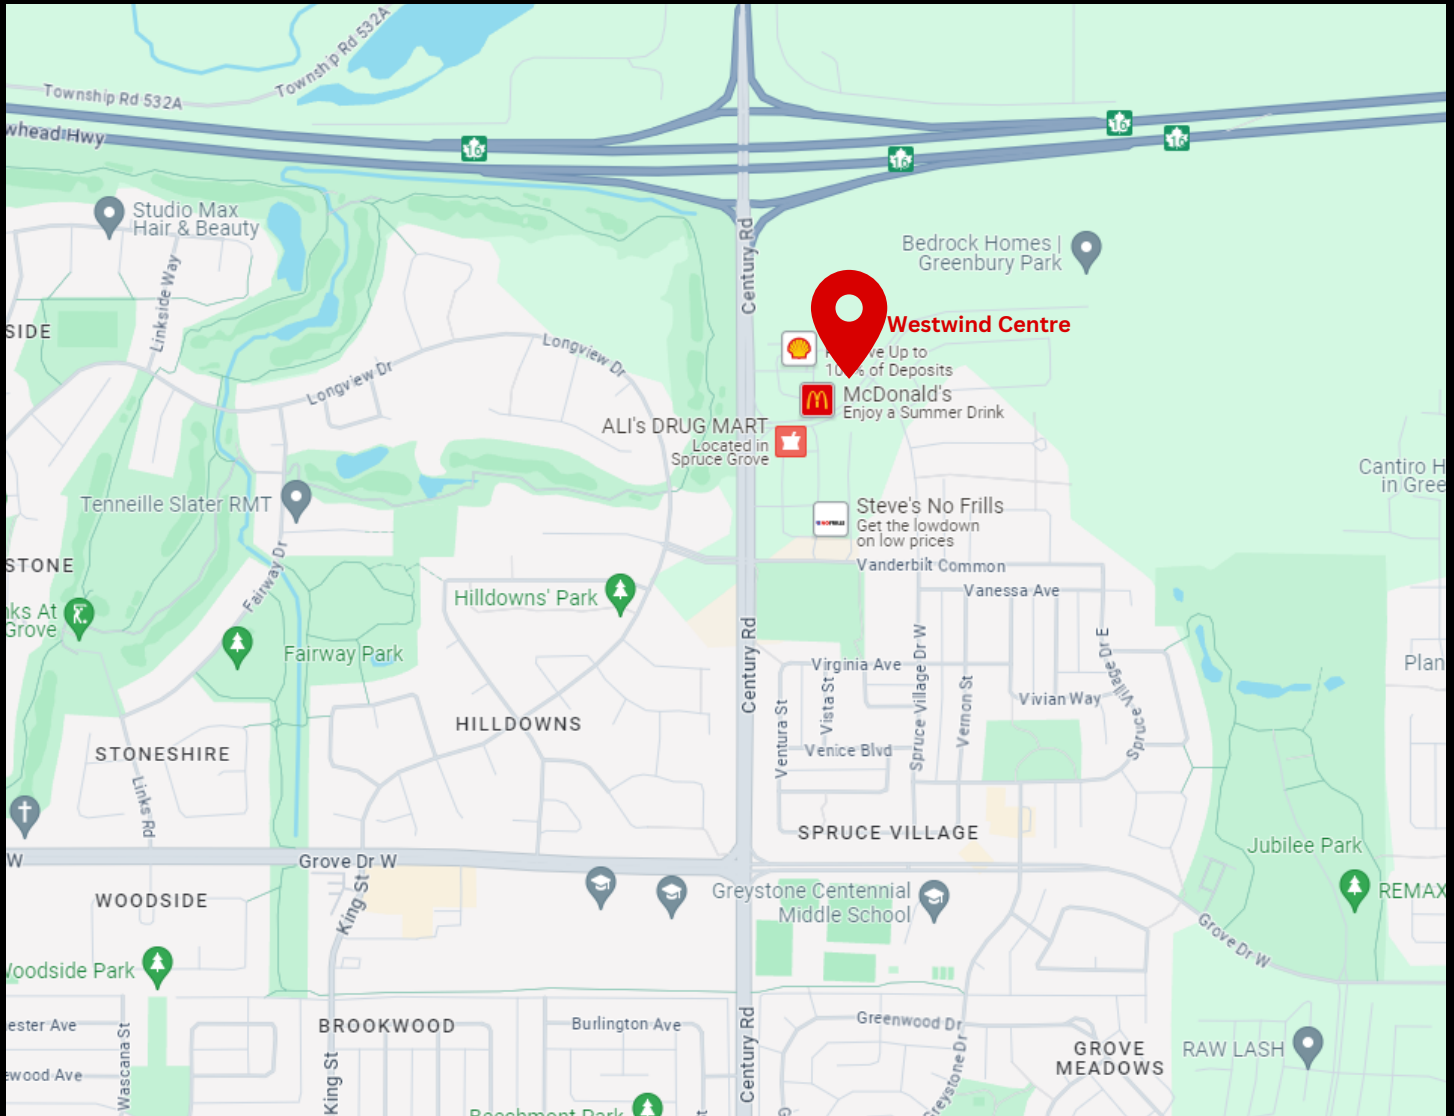 Township Rd 532A
Township Rd 532A
whead Hwy
16
16
16
16
Studio Max
Hair & Beauty
Linkside Way
SIDE
Century Rd
Bedrock Homes |
Greenbury Park
Westwind Centre
ve Up to
of Deposits
McDonald's
Enjoy a Summer Drink
Longview Dr
Longview Dr
ALI's DRUG MART
Located in
Spruce Grove
Cantiro H
in Gree
Tenneille Slater RMT
Steve's No Frills
Get the lowdown
on low prices
NOFRILLS
STONE
Fairway Dr
Vanderbilt Common
Vanessa Ave
nks At
Grove
Hilldowns' Park
Fairway Park
Century Rd
Virginia Ave
Spruce Village Dr W
Spruce Village Dr E
Plan
Vista St
Ventura St
Vernon St
Vivian Way
HILLDOWNS
STONESHIRE
Venice Blvd
Links Rd
SPRUCE VILLAGE
Jubilee Park
W
Grove Dr W
REMAX
WOODSIDE
King St
Greystone Centennial
Middle School
Grove Dr W
Woodside Park
ester Ave
BROOKWOOD
Burlington Ave
Century Rd
Greenwood Dr
Wascana St
King St
Greystone Dr
GROVE
MEADOWS
RAW LASH
ewood Ave
Beechmont Park